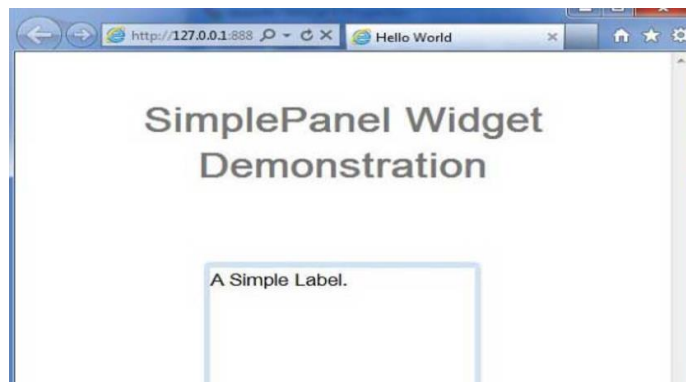 http://127.0.0.1:888
Hello World
SimplePanel Widget
Demonstration
A Simple Label.